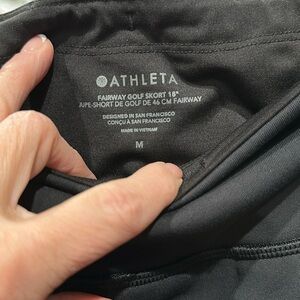 ATHLETA
FAIRWAY GOLF SKORT 18"
JUPE-SHORT DE GOLF DE 46 CM FAIRWAY
DESIGNED IN SAN FRANCISCO
CONÇU À SAN FRANCISCO
MADE IN VIETNAM
M